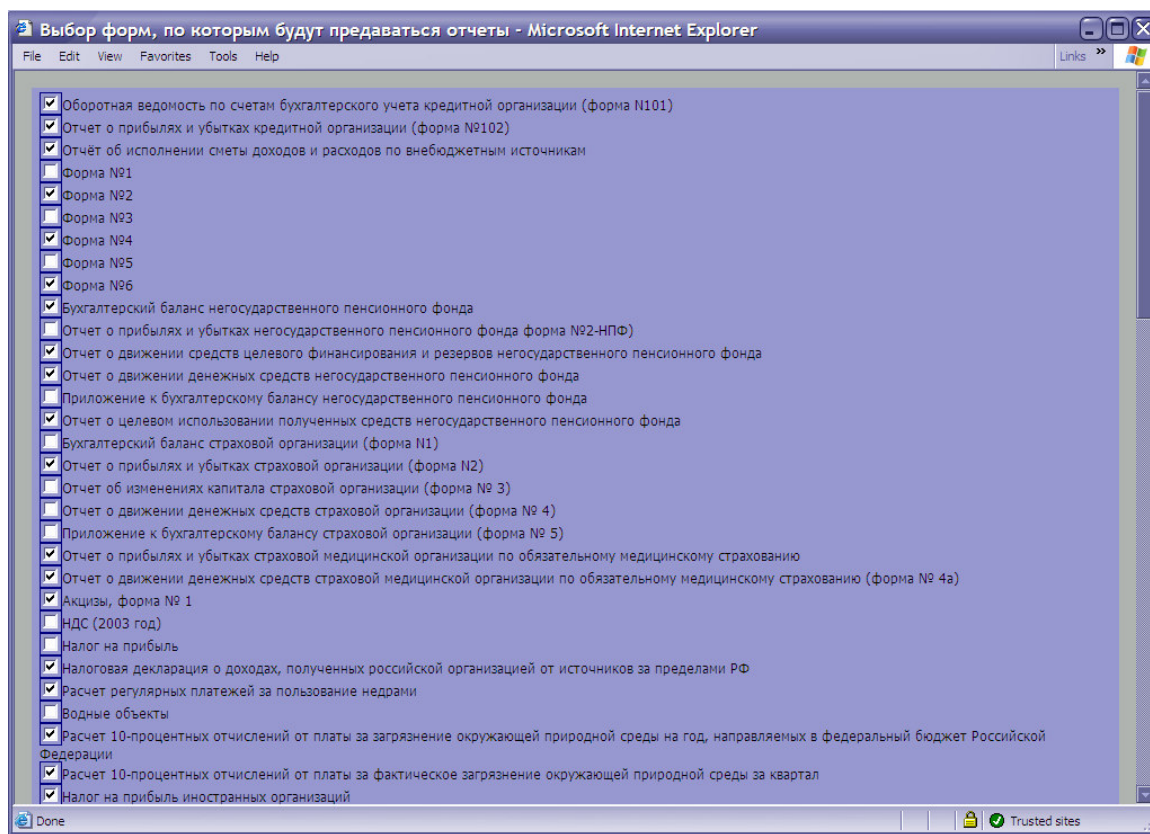 Выбор форм, по которым будут предаваться отчеты - Microsoft Internet Explorer
File Edit View Favorites Tools Help Links »
Оборотная ведомость по счетам бухгалтерского учета кредитной организации (форма N101)
Отчет о прибылях и убытках кредитной организации (форма №102)
Отчёт об исполнении сметы доходов и расходов по внебюджетным источникам
Форма №1
Форма №2
Форма №3
Форма №4
Форма №5
Форма №6
Бухгалтерский баланс негосударственного пенсионного фонда
Отчет о прибылях и убытках негосударственного пенсионного фонда форма №2-НПФ)
Отчет о движении средств целевого финансирования и резервов негосударственного пенсионного фонда
Отчет о движении денежных средств негосударственного пенсионного фонда
Приложение к бухгалтерскому балансу негосударственного пенсионного фонда
Отчет о целевом использовании полученных средств негосударственного пенсионного фонда
Бухгалтерский баланс страховой организации (форма N1)
Отчет о прибылях и убытках страховой организации (форма N2)
Отчет об изменениях капитала страховой организации (форма № 3)
Отчет о движении денежных средств страховой организации (форма № 4)
Приложение к бухгалтерскому балансу страховой организации (форма № 5)
Отчет о прибылях и убытках страховой медицинской организации по обязательному медицинскому страхованию
Отчет о движении денежных средств страховой медицинской организации по обязательному медицинскому страхованию (форма № 4а)
Акцизы, форма № 1
НДС (2003 год)
Налог на прибыль
Налоговая декларация о доходах, полученных российской организацией от источников за пределами РФ
Расчет регулярных платежей за пользование недрами
Водные объекты
Расчет 10-процентных отчислений от платы за загрязнение окружающей природной среды на год, направляемых в федеральный бюджет Российской
Федерации
Расчет 10-процентных отчислений от платы за фактическое загрязнение окружающей природной среды за квартал
Налог на прибыль иностранных организаций
Done Trusted sites